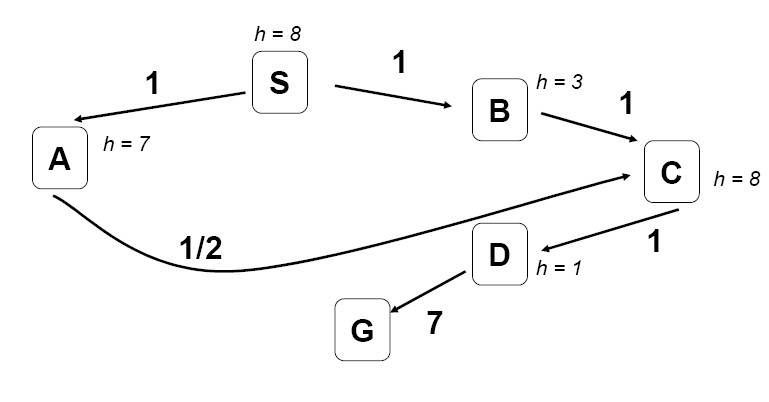 h = 8
S
1
1
B
h = 3
1
A
h = 7
C
h = 8
1/2
D
h = 1
1
G
7